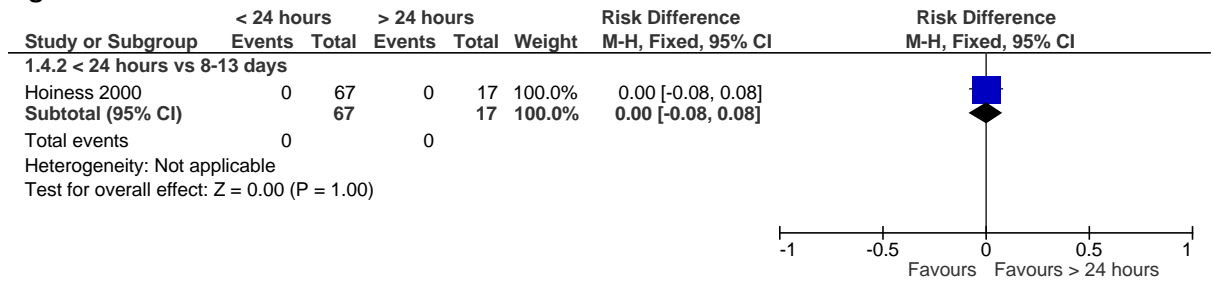 < 24 hours > 24 hours Risk Difference Risk Difference
Study or Subgroup Events Total Events Total Weight M-H, Fixed, 95% CI M-H, Fixed, 95% CI
1.4.2 < 24 hours vs 8-13 days
Hoiness 2000 0 67 0 17 100.0% 0.00 [-0.08, 0.08]
Subtotal (95% CI) 67 17 100.0% 0.00 [-0.08, 0.08]
Total events 0 0
Heterogeneity: Not applicable
Test for overall effect: Z = 0.00 (P = 1.00)
-1 -0.5 0 0.5 1
Favours Favours > 24 hours